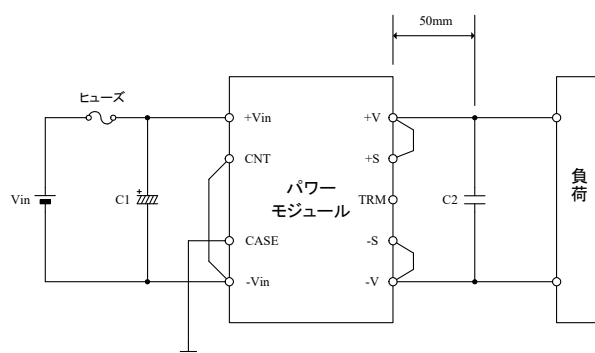 50mm
ヒューズ
+Vin
+V
CNT
+S
パワー
モジュール
Vin
+
C1
TRM
C2
負荷
CASE
-S
-Vin
-V